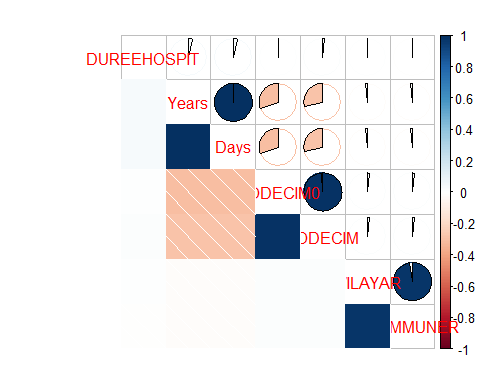 DUREEHOSPIT
Years
Days
ODECIM0
ODECIM
ILAYAR
MMUNER
1
0.8
0.6
0.4
0.2
0
-0.2
-0.4
-0.6
-0.8
-1